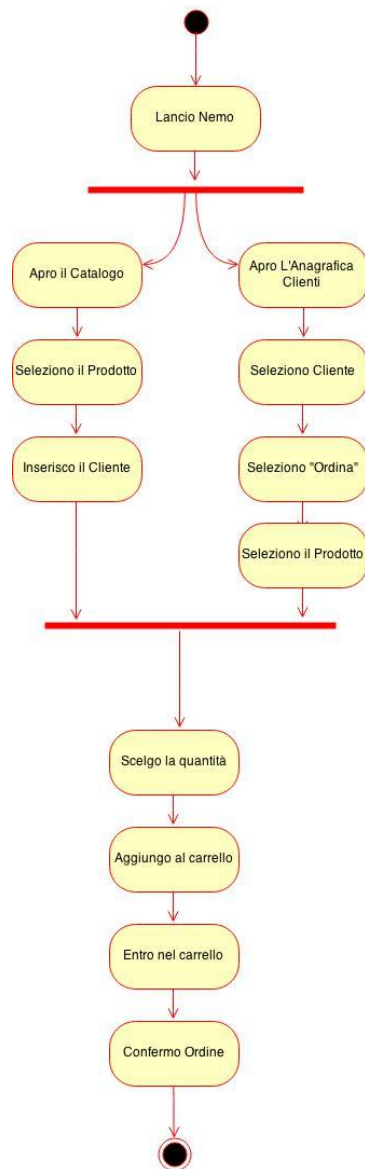 Lancio Nemo
Apro il Catalogo
Seleziono il Prodotto
Inserisco il Cliente
Apro L'Anagrafica
Clienti
Seleziono Cliente
Seleziono "Ordina"
Seleziono il Prodotto
Scelgo la quantità
Aggiungo al carrello
Entro nel carrello
Confermo Ordine